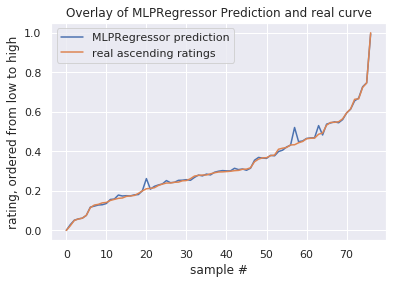 Overlay of MLPRegressor Prediction and real curve
MLPRegressor prediction
real ascending ratings
rating, ordered from low to high
1.0
0.8
0.6
0.4
0.2
0.0
0 10 20 30 40 50 60 70
sample #